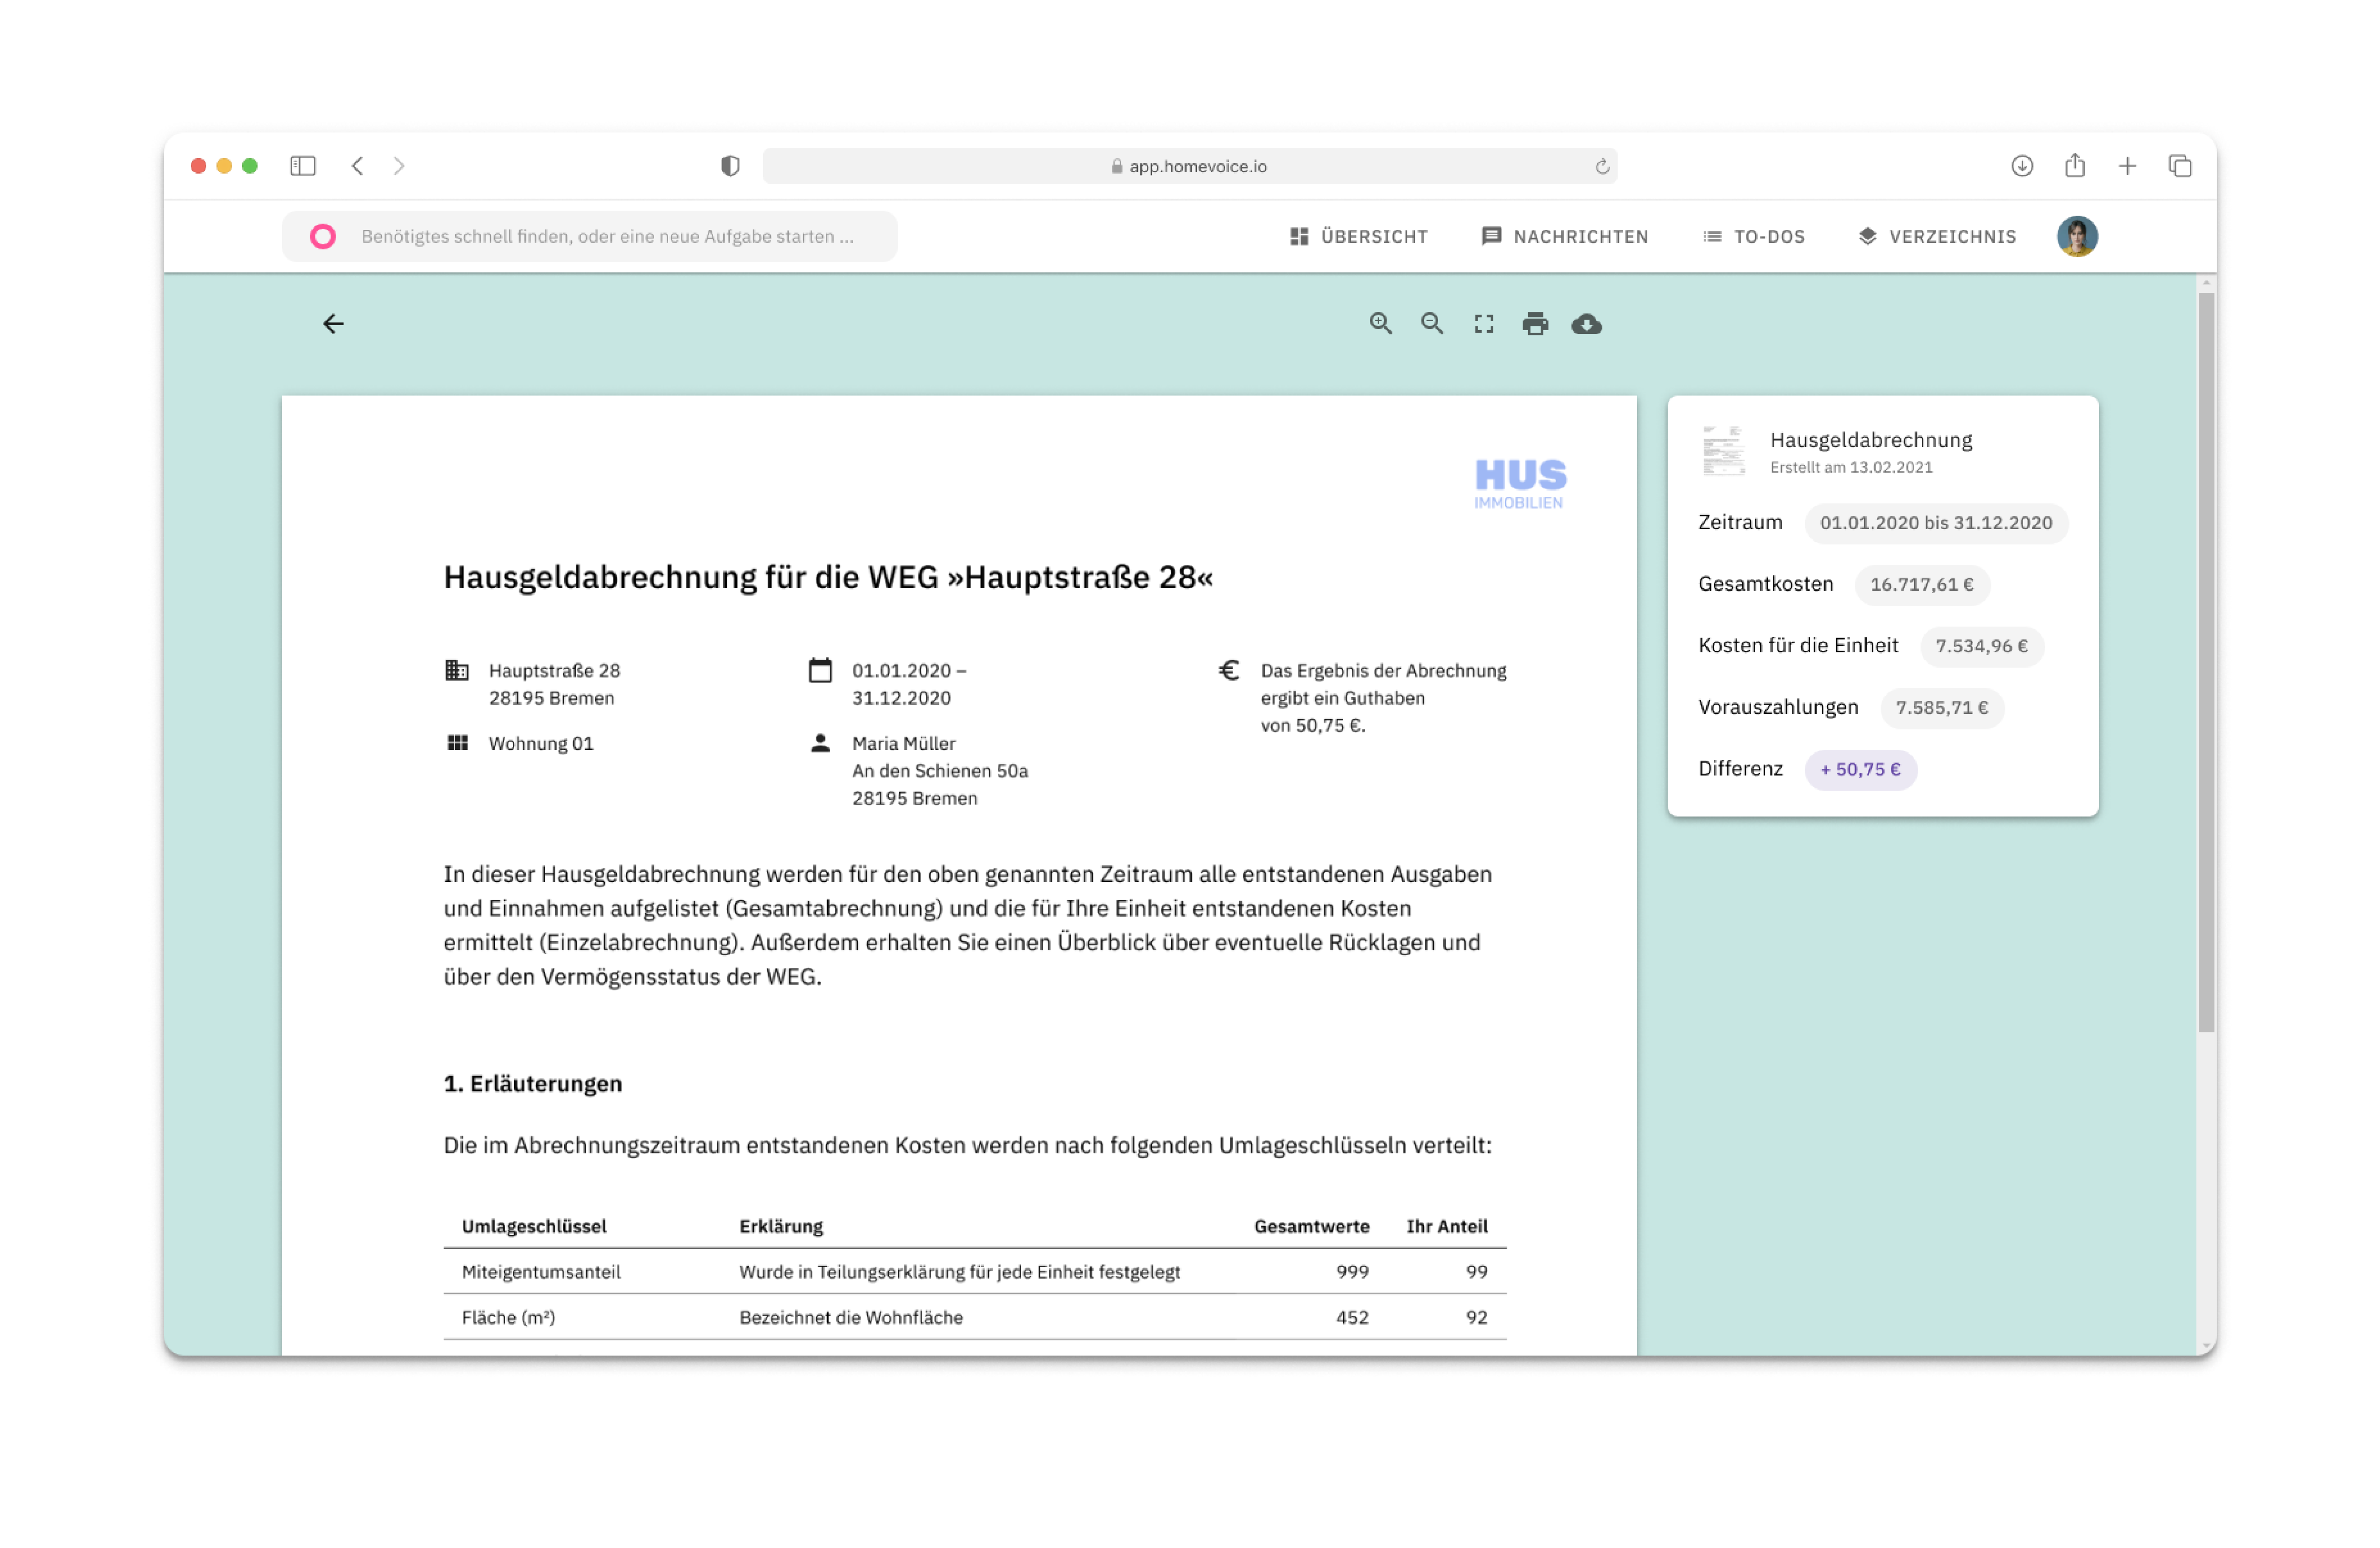 app.homevoice.io
Benötigtes schnell finden, oder eine neue Aufgabe starten ...
ÜBERSICHT
NACHRICHTEN
TO-DOS
VERZEICHNIS
HUS
IMMOBILIEN
Hausgeldabrechnung für die WEG »Hauptstraße 28«
Hauptstraße 28
28195 Bremen
Wohnung 01
01.01.2020 –
31.12.2020
Maria Müller
An den Schienen 50a
28195 Bremen
€
Das Ergebnis der Abrechnung
ergibt ein Guthaben
von 50,75 €.
In dieser Hausgeldabrechnung werden für den oben genannten Zeitraum alle entstandenen Ausgaben
und Einnahmen aufgelistet (Gesamtabrechnung) und die für Ihre Einheit entstandenen Kosten
ermittelt (Einzelabrechnung). Außerdem erhalten Sie einen Überblick über eventuelle Rücklagen und
über den Vermögensstatus der WEG.
1. Erläuterungen
Die im Abrechnungszeitraum entstandenen Kosten werden nach folgenden Umlageschlüsseln verteilt:
Umlageschlüssel Erklärung Gesamtwerte Ihr Anteil
Miteigentumsanteil Wurde in Teilungserklärung für jede Einheit festgelegt 999 99
Fläche (m²) Bezeichnet die Wohnfläche 452 92
Hausgeldabrechnung
Erstellt am 13.02.2021
Zeitraum 01.01.2020 bis 31.12.2020
Gesamtkosten 16.717,61 €
Kosten für die Einheit 7.534,96 €
Vorauszahlungen 7.585,71 €
Differenz + 50,75 €